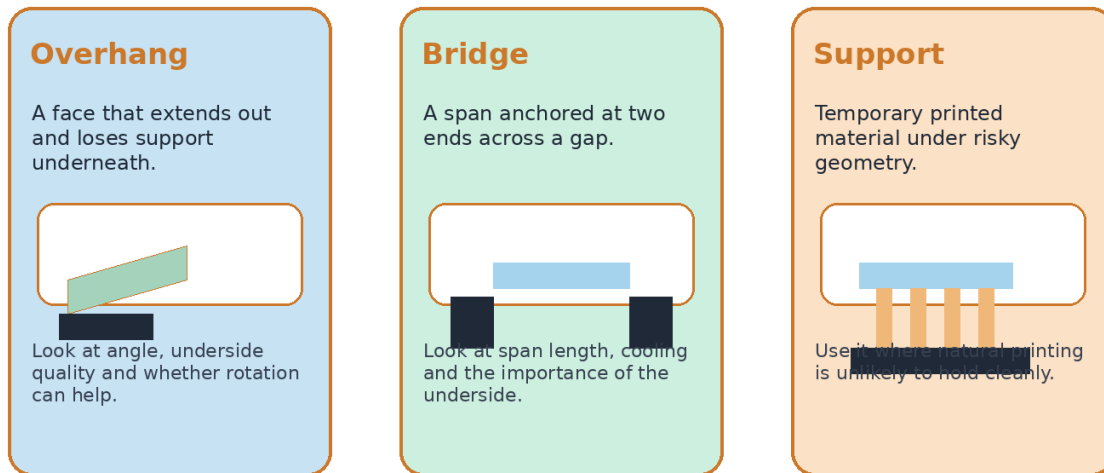 Overhang
A face that extends out
and loses support
underneath.
Look at angle, underside
quality and whether rotation
can help.
Bridge
A span anchored at two
ends across a gap.
Look at span length, cooling
and the importance of the
underside.
Support
Temporary printed
material under risky
geometry.
Use it where natural printing
is unlikely to hold cleanly.